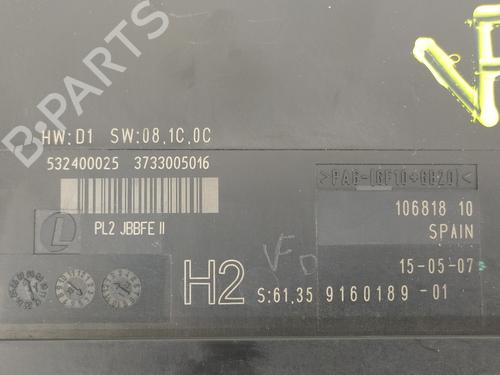 B-PARTS
HW:D1 SW:08,1C,0C
532400025 3733005016
>PA6-(GF10+GB20)<
PL2 JBBFE II
106818 10
SPAIN
15-05-07
H2 S:61,35 9160189 -01